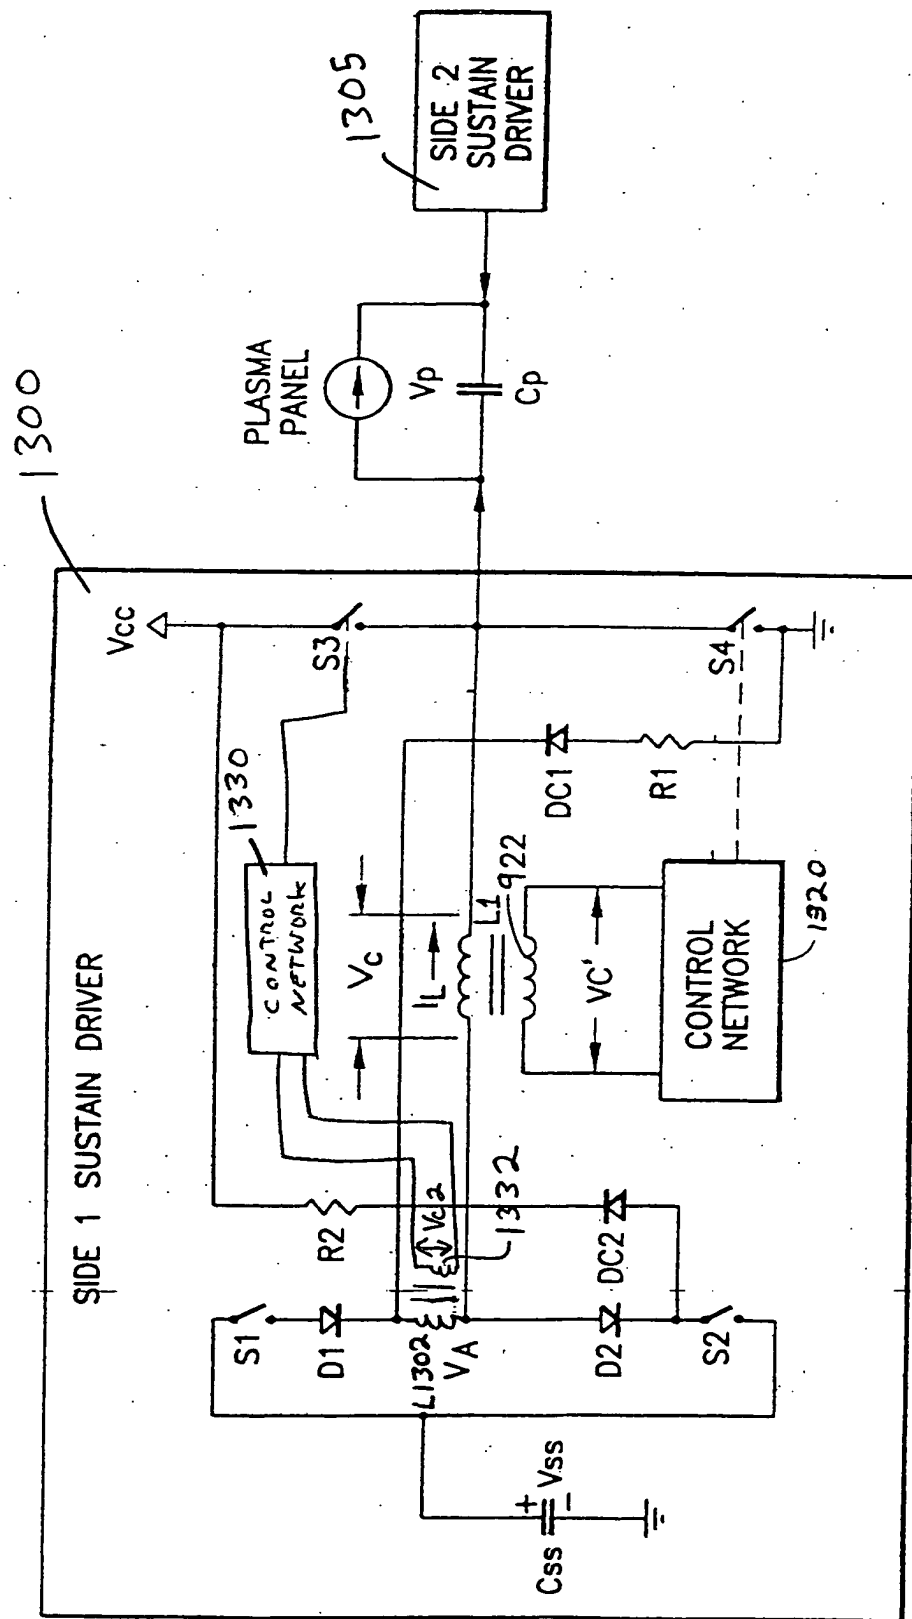 1300
SIDE 1 SUSTAIN DRIVER
Vcc
1330
CONTROL
NETWORK
S3
PLASMA
PANEL
Vp
Cp
1305
SIDE 2
SUSTAIN
DRIVER
S1
D1
R2
L1302
VA
Vc2
1332
Vc
IL
L1
922
VC'
DC1
R1
S4
Css
+
Vss
−
D2
DC2
S2
CONTROL
NETWORK
1320